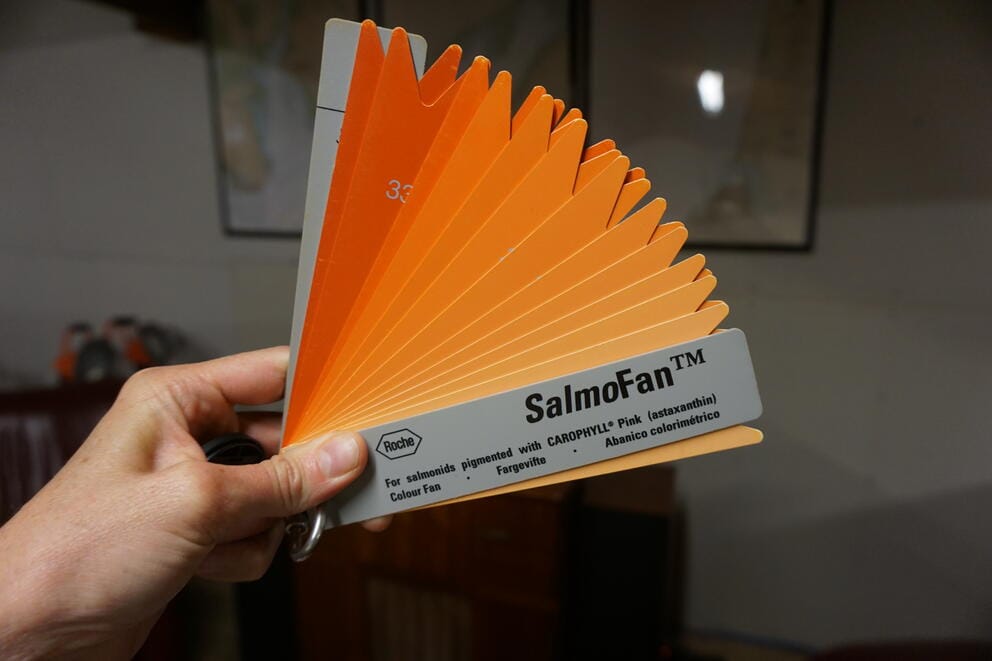 33
SalmoFan™
Roche
For salmonids pigmented with CAROPHYLL® Pink (astaxanthin)
Colour Fan . Fargevifte . Abanico colorimétrico